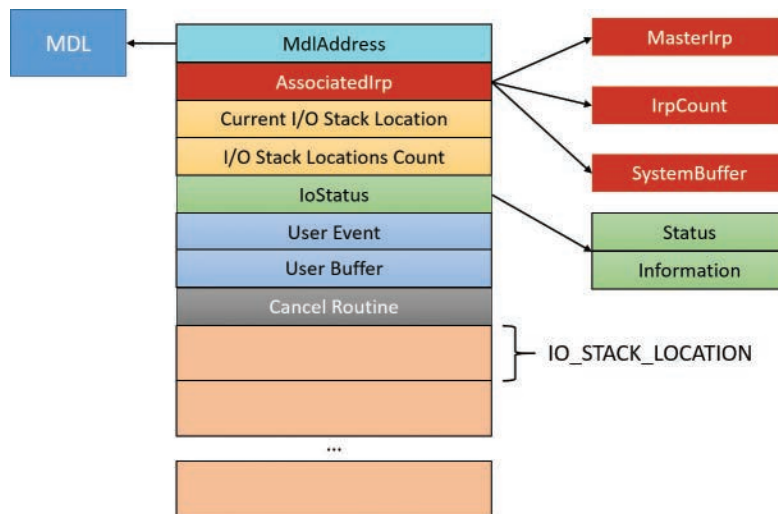 MDL
MdlAddress
MasterIrp
AssociatedIrp
Current I/O Stack Location
IrpCount
I/O Stack Locations Count
SystemBuffer
IoStatus
User Event
Status
User Buffer
Information
Cancel Routine
IO_STACK_LOCATION
...